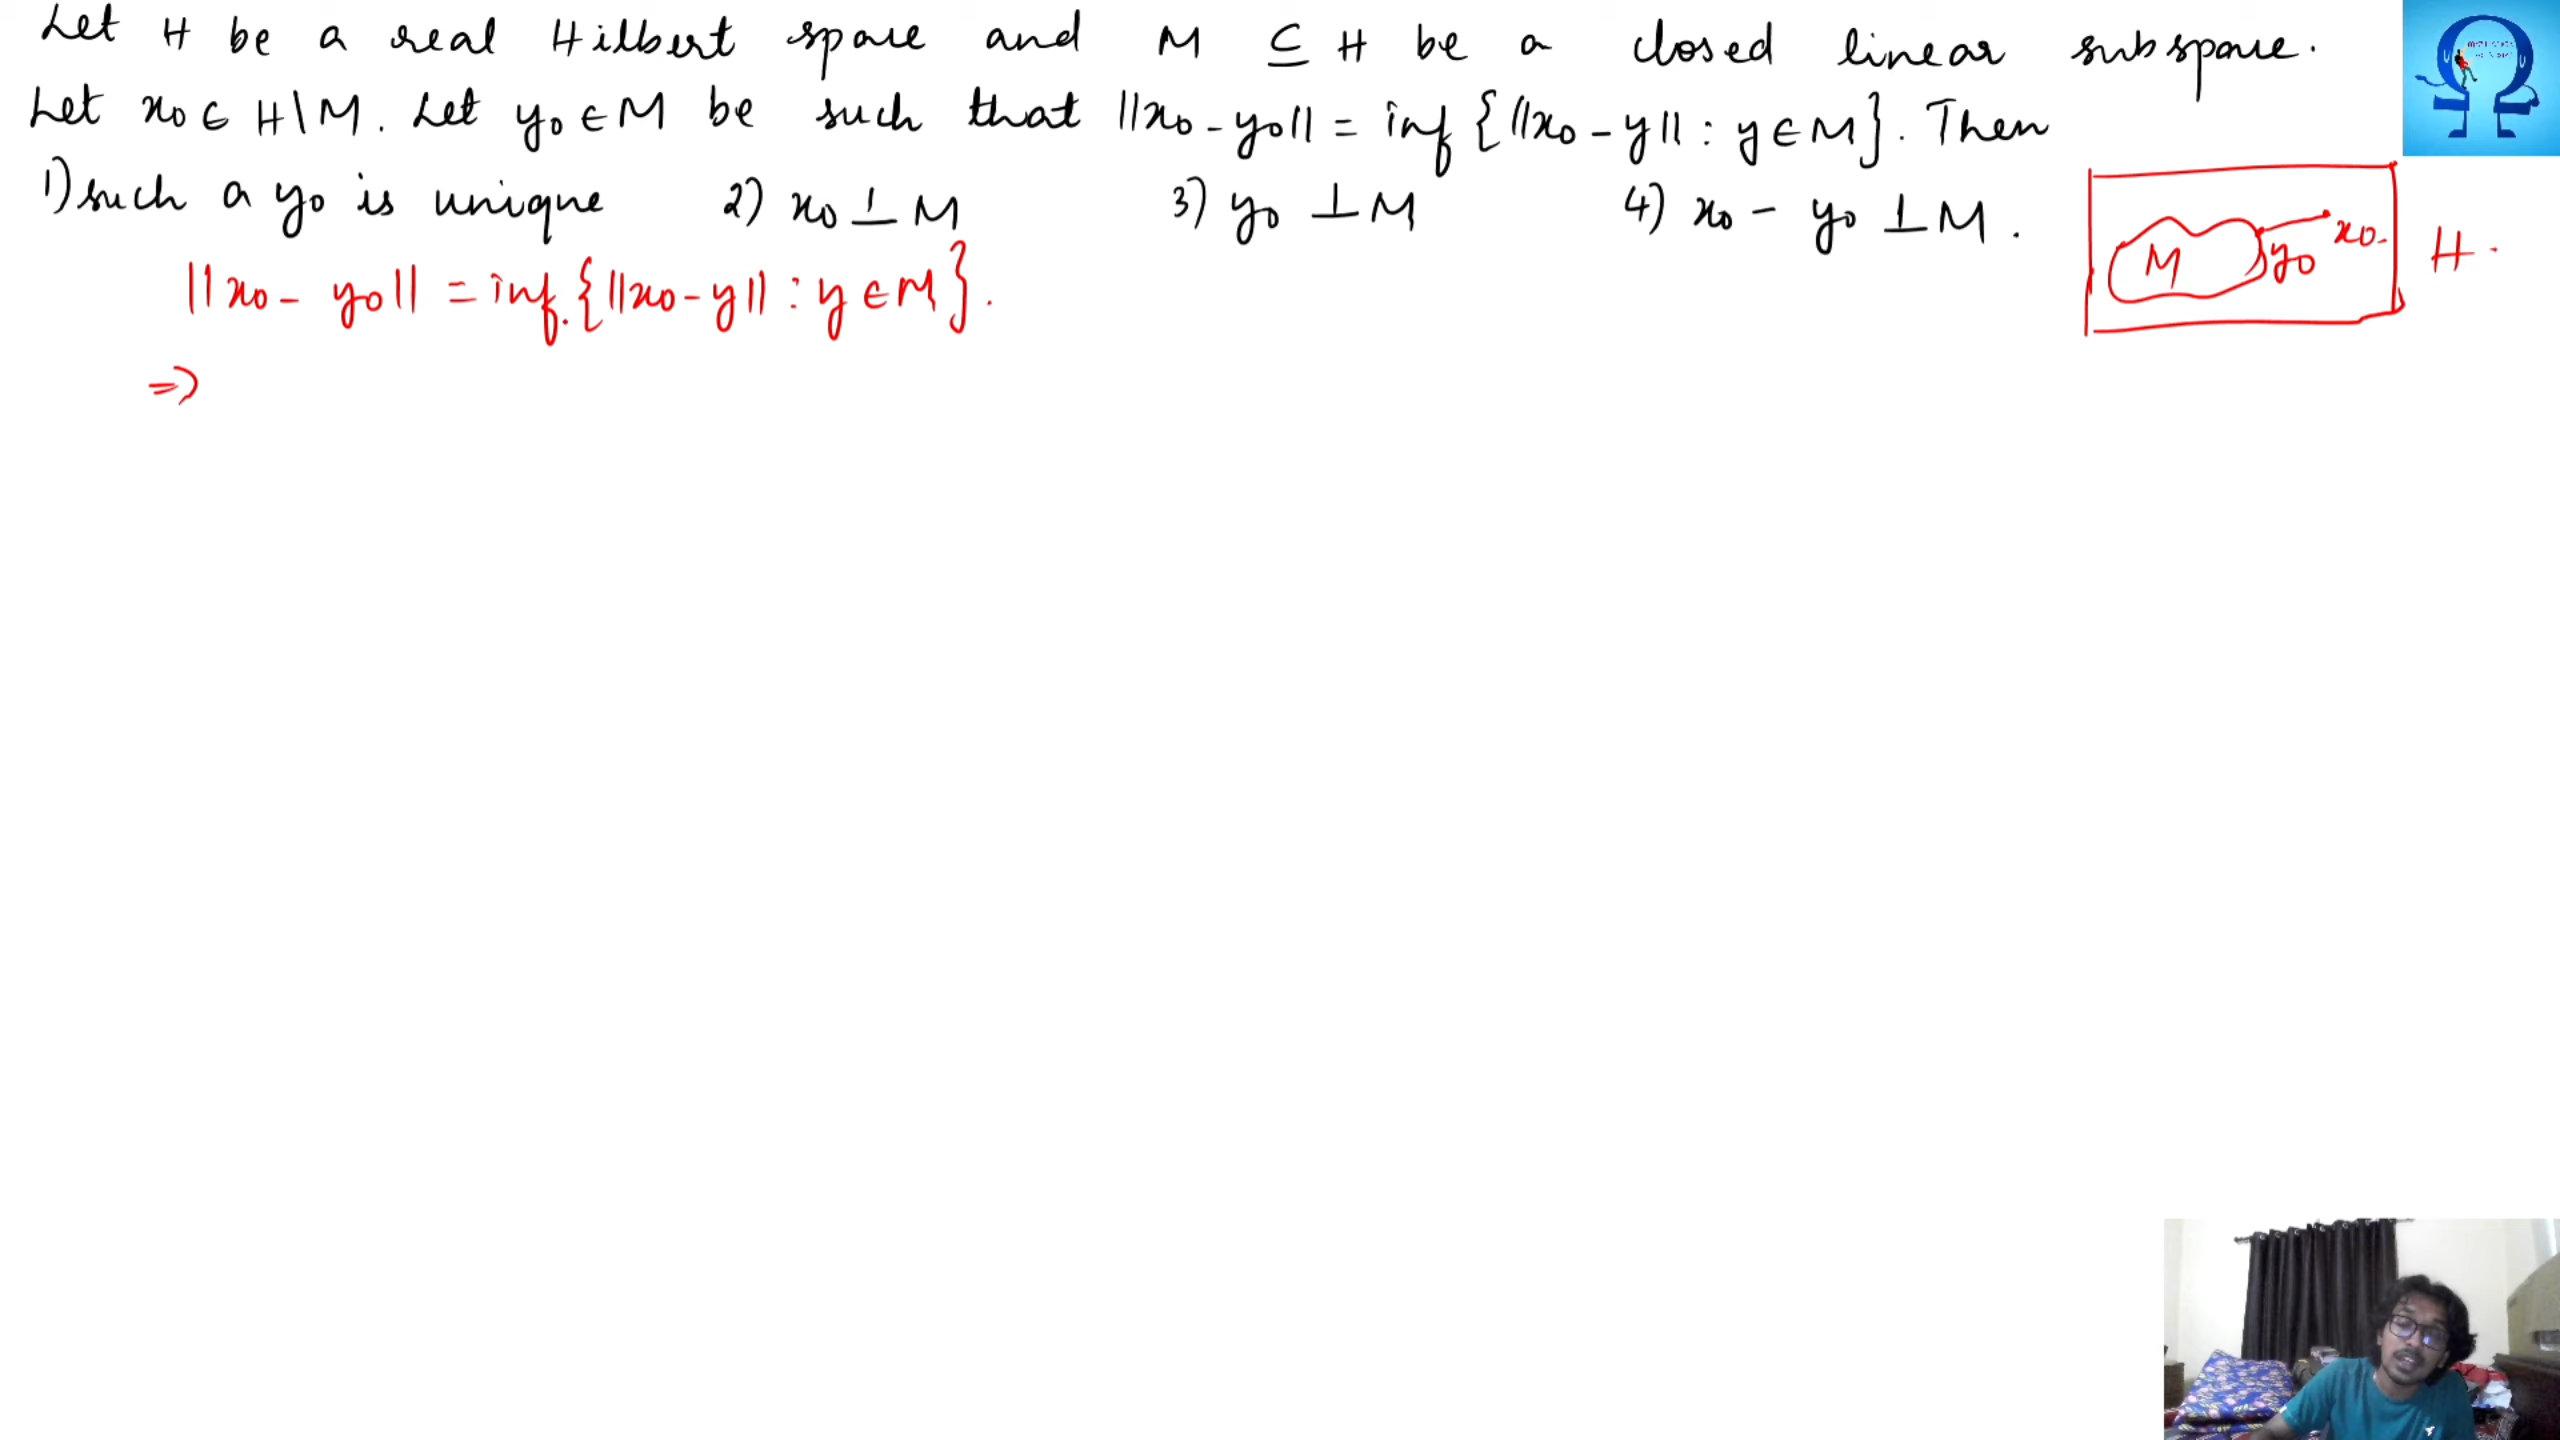 Let H be a real Hilbert space and M ⊆ H be a closed linear subspace.
Let x₀ ∈ H\M. Let y₀ ∈ M be such that ||x₀ - y₀|| = inf {||x₀ - y|| : y ∈ M}. Then
1) such a y₀ is unique 2) x₀ ⊥ M 3) y₀ ⊥ M 4) x₀ - y₀ ⊥ M.
M y₀ x₀. H.
||x₀ - y₀|| = inf. {||x₀ - y|| : y ∈ M}.
⇒